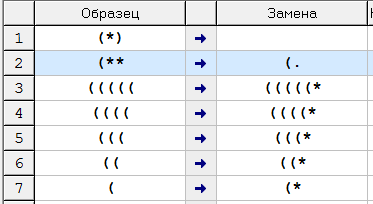 Образец Замена
1 (*) →
2 (** → (.
3 ((((( → (((((*
4 (((( → ((((*
5 ((( → (((*
6 (( → ((*
7 ( → (*